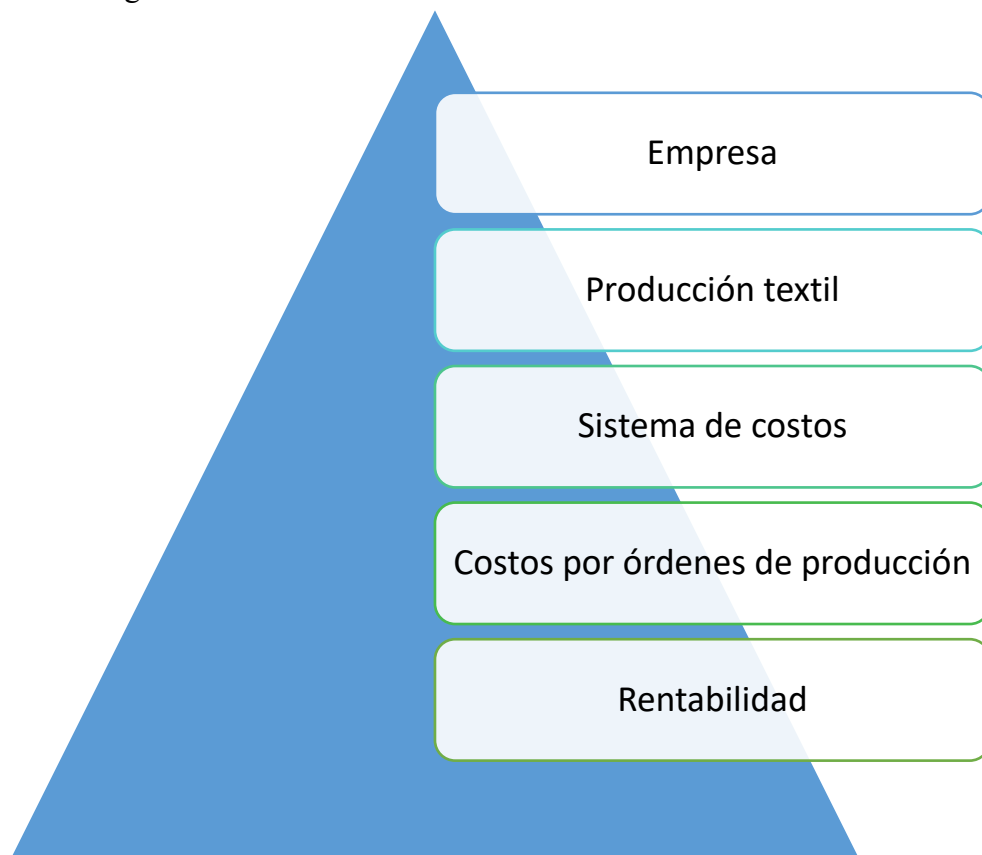 Empresa
Producción textil
Sistema de costos
Costos por órdenes de producción
Rentabilidad